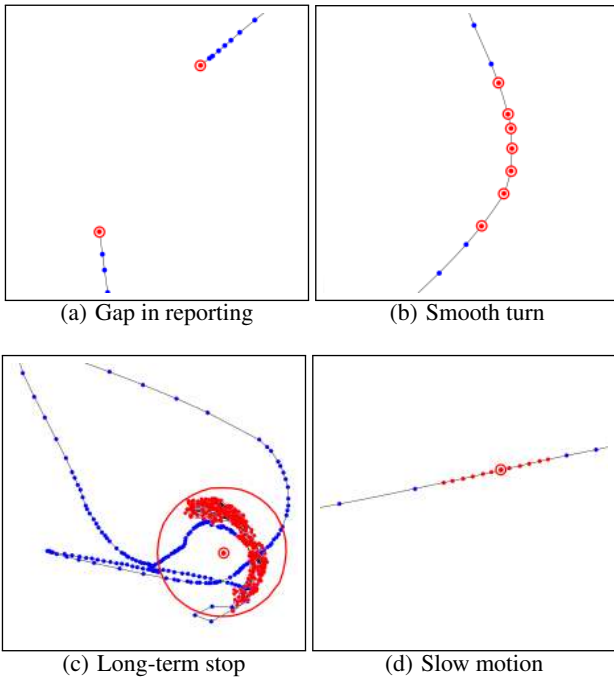 (a) Gap in reporting
(b) Smooth turn
(c) Long-term stop
(d) Slow motion